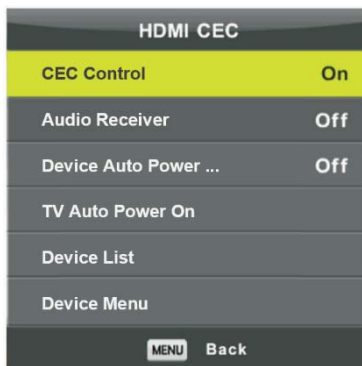 HDMI CEC
CEC Control On
Audio Receiver Off
Device Auto Power ... Off
TV Auto Power On
Device List
Device Menu
MENU Back